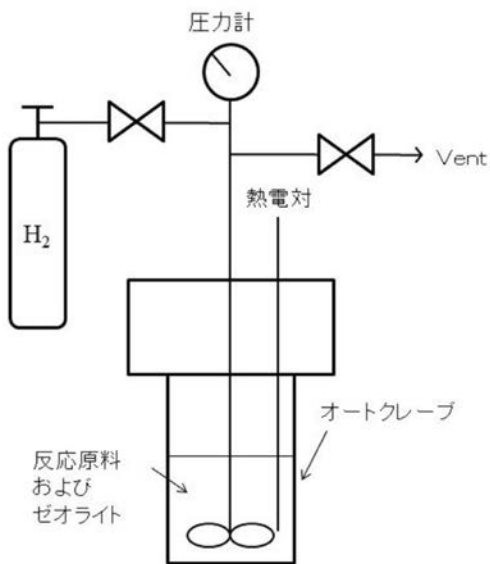 圧力計
Vent
熱電対
H2
オートクレーブ
反応原料
および
ゼオライト